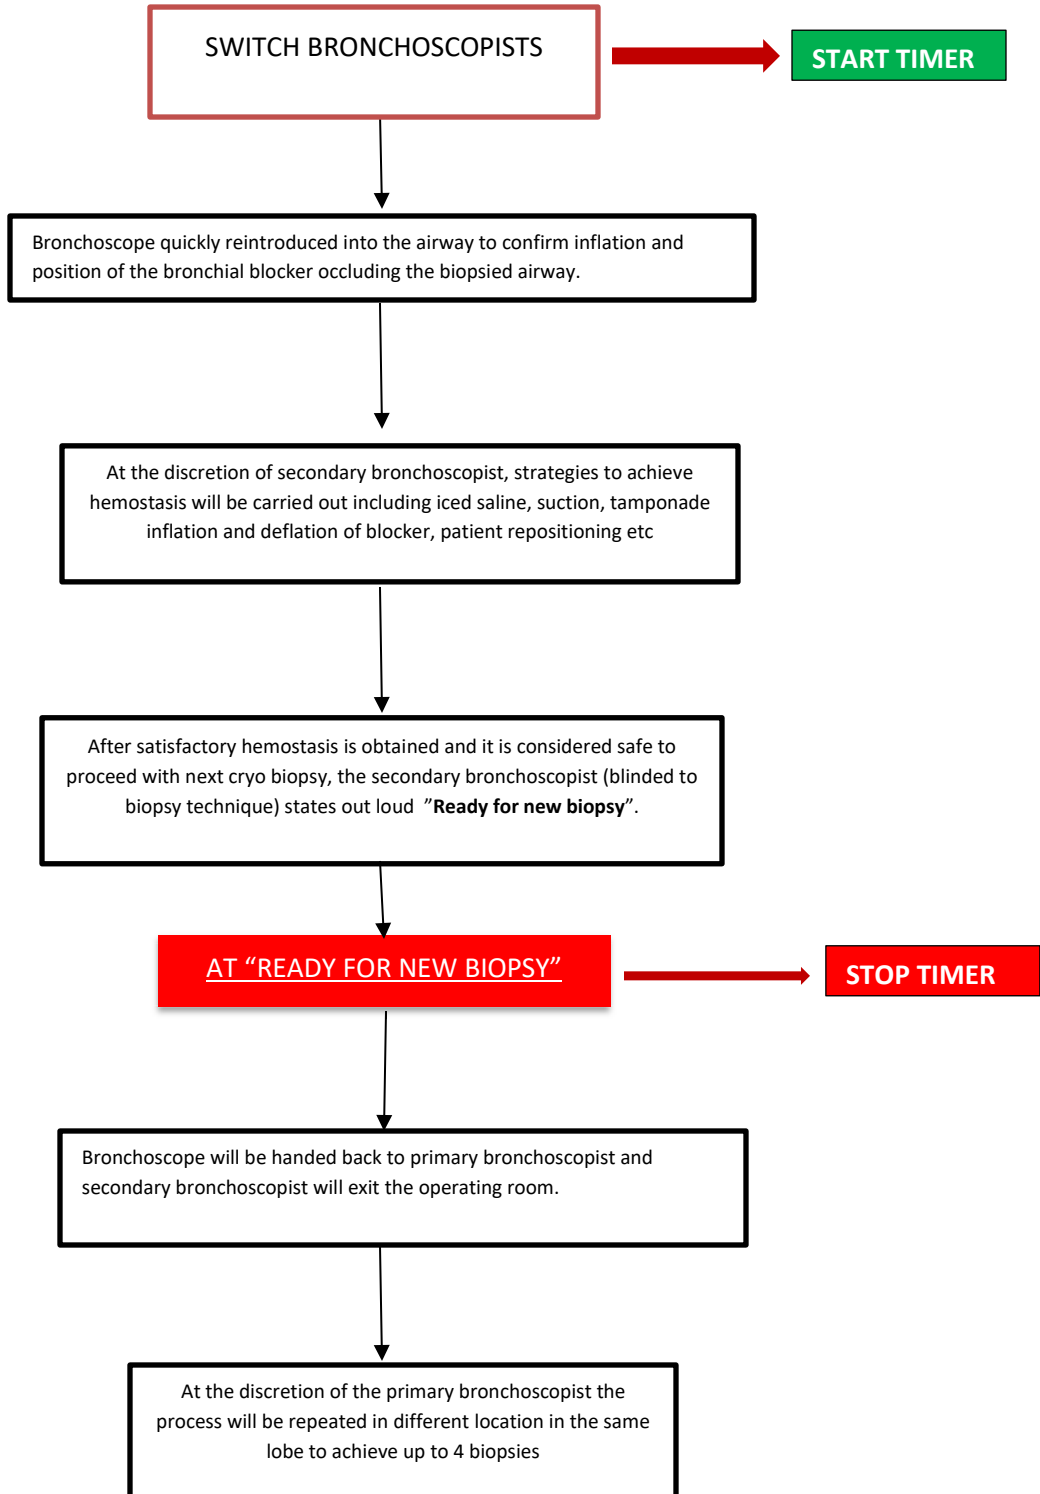 SWITCH BRONCHOSCOPISTS
START TIMER
Bronchoscope quickly reintroduced into the airway to confirm inflation and
position of the bronchial blocker occluding the biopsied airway.
At the discretion of secondary bronchoscopist, strategies to achieve
hemostasis will be carried out including iced saline, suction, tamponade
inflation and deflation of blocker, patient repositioning etc
After satisfactory hemostasis is obtained and it is considered safe to
proceed with next cryo biopsy, the secondary bronchoscopist (blinded to
biopsy technique) states out loud ”Ready for new biopsy”.
AT “READY FOR NEW BIOPSY”
STOP TIMER
Bronchoscope will be handed back to primary bronchoscopist and
secondary bronchoscopist will exit the operating room.
At the discretion of the primary bronchoscopist the
process will be repeated in different location in the same
lobe to achieve up to 4 biopsies